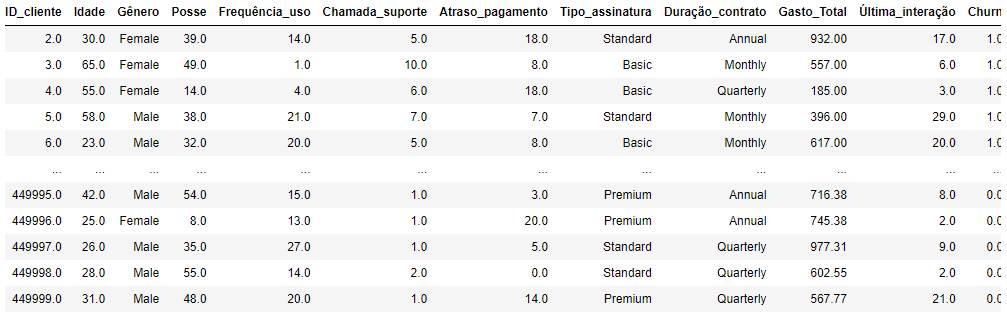 ID_cliente Idade Gênero Posse Frequência_uso Chamada_suporte Atraso_pagamento Tipo_assinatura Duração_contrato Gasto_Total Última_interação Churn
2.0 30.0 Female 39.0 14.0 5.0 18.0 Standard Annual 932.00 17.0 1.0
3.0 65.0 Female 49.0 1.0 10.0 8.0 Basic Monthly 557.00 6.0 1.0
4.0 55.0 Female 14.0 4.0 6.0 18.0 Basic Quarterly 185.00 3.0 1.0
5.0 58.0 Male 38.0 21.0 7.0 7.0 Standard Monthly 396.00 29.0 1.0
6.0 23.0 Male 32.0 20.0 5.0 8.0 Basic Monthly 617.00 20.0 1.0
... ... ... ... ... ... ... ... ... ... ... ...
449995.0 42.0 Male 54.0 15.0 1.0 3.0 Premium Annual 716.38 8.0 0.0
449996.0 25.0 Female 8.0 13.0 1.0 20.0 Premium Annual 745.38 2.0 0.0
449997.0 26.0 Male 35.0 27.0 1.0 5.0 Standard Quarterly 977.31 9.0 0.0
449998.0 28.0 Male 55.0 14.0 2.0 0.0 Standard Quarterly 602.55 2.0 0.0
449999.0 31.0 Male 48.0 20.0 1.0 14.0 Premium Quarterly 567.77 21.0 0.0